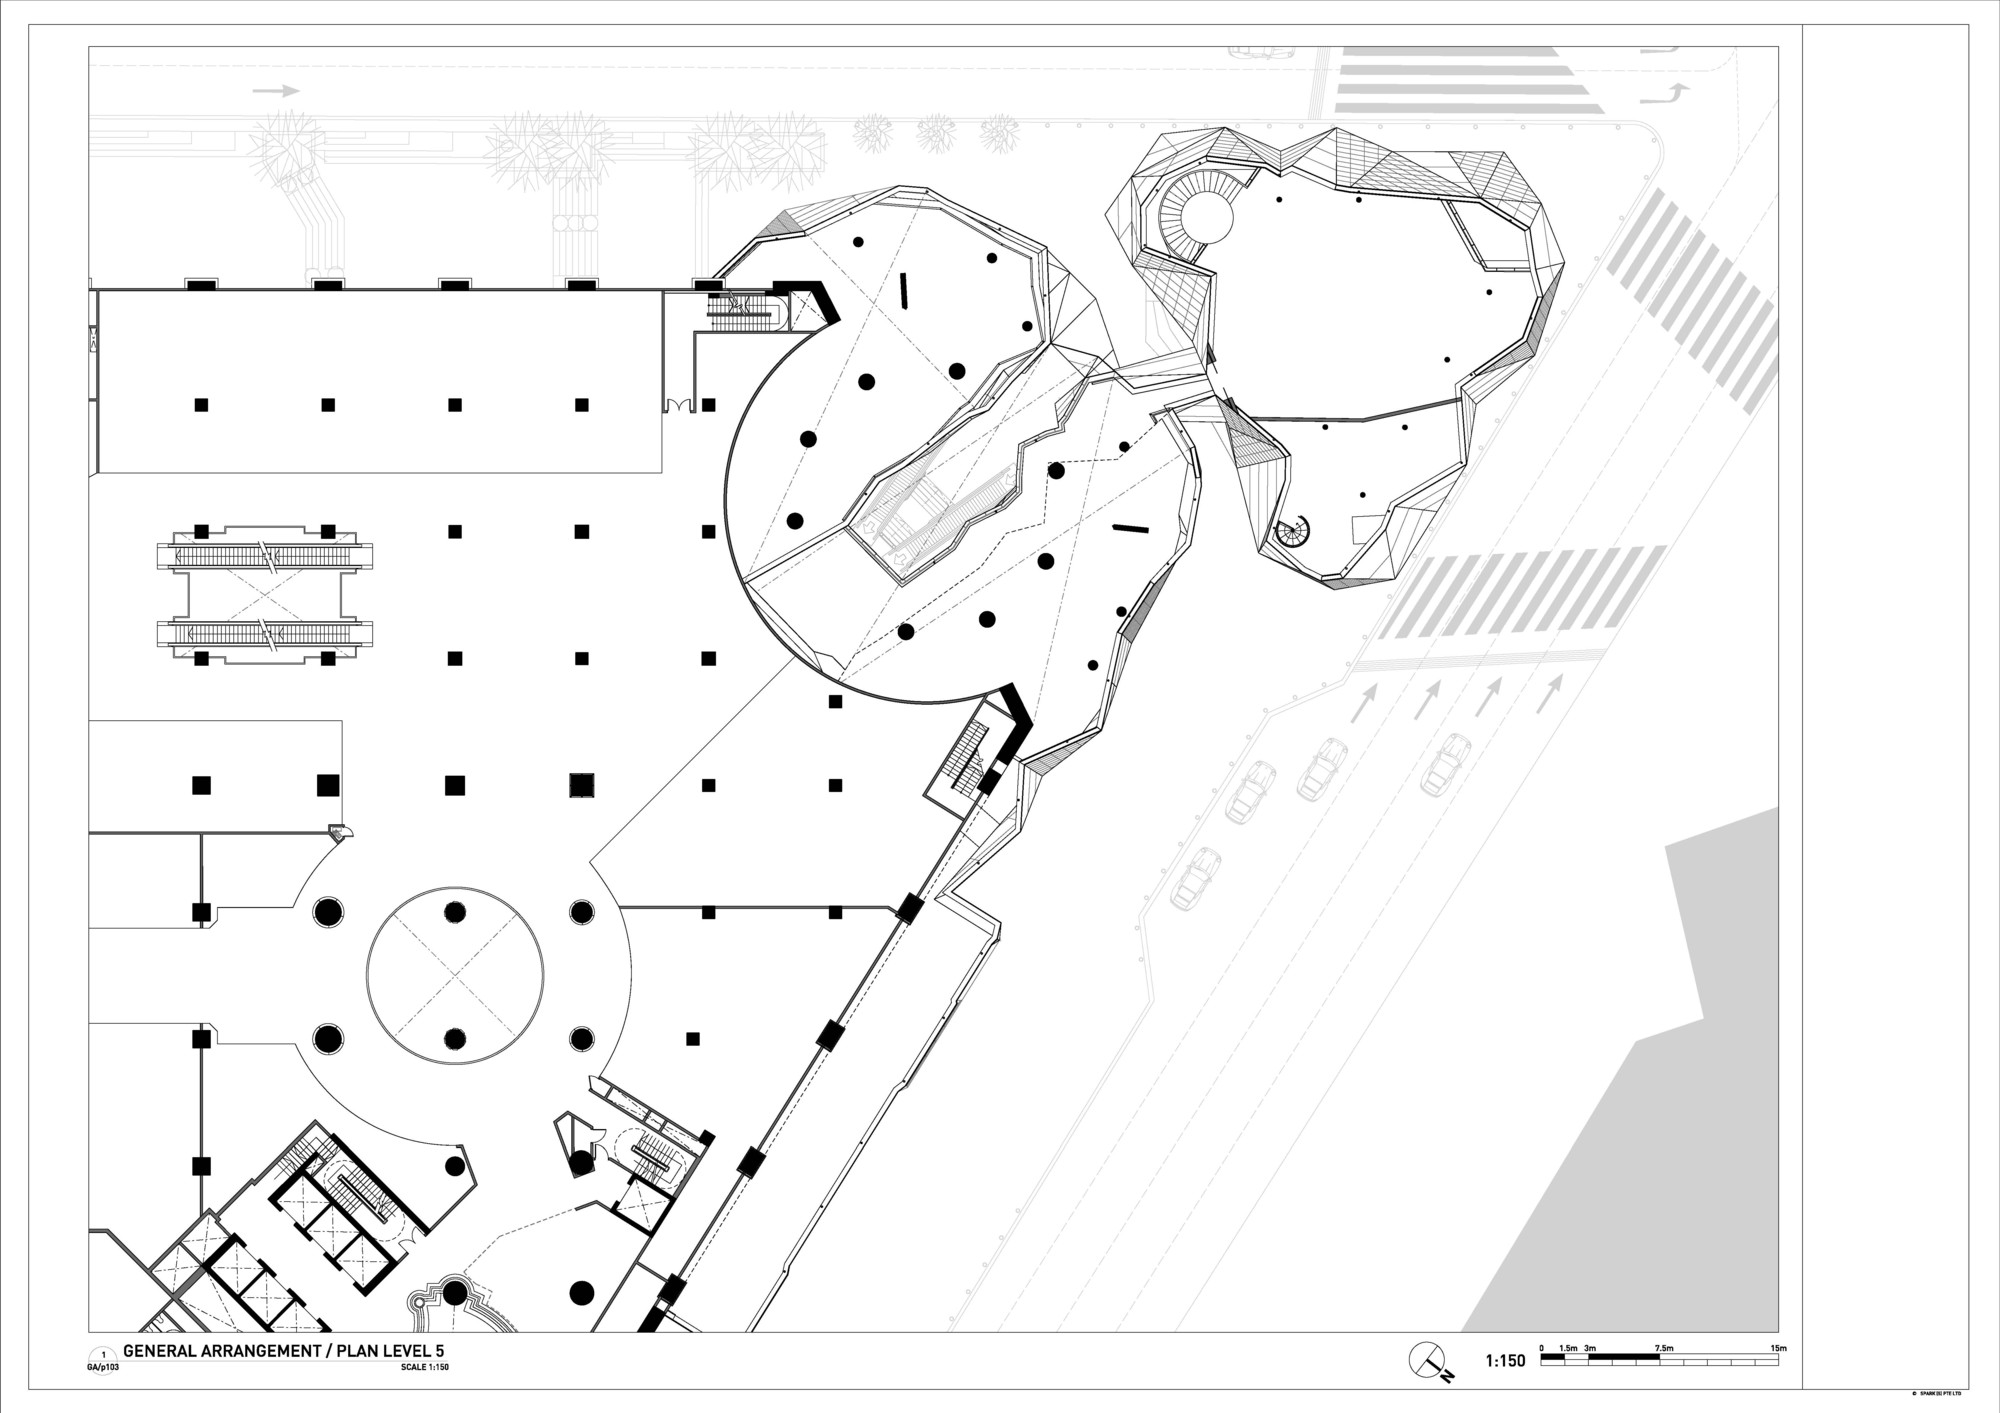 1 GENERAL ARRANGEMENT / PLAN LEVEL 5
GA/p103 SCALE 1:150
N
1:150
0 1.5m 3m 7.5m 15m
© SPARK (S) PTE LTD